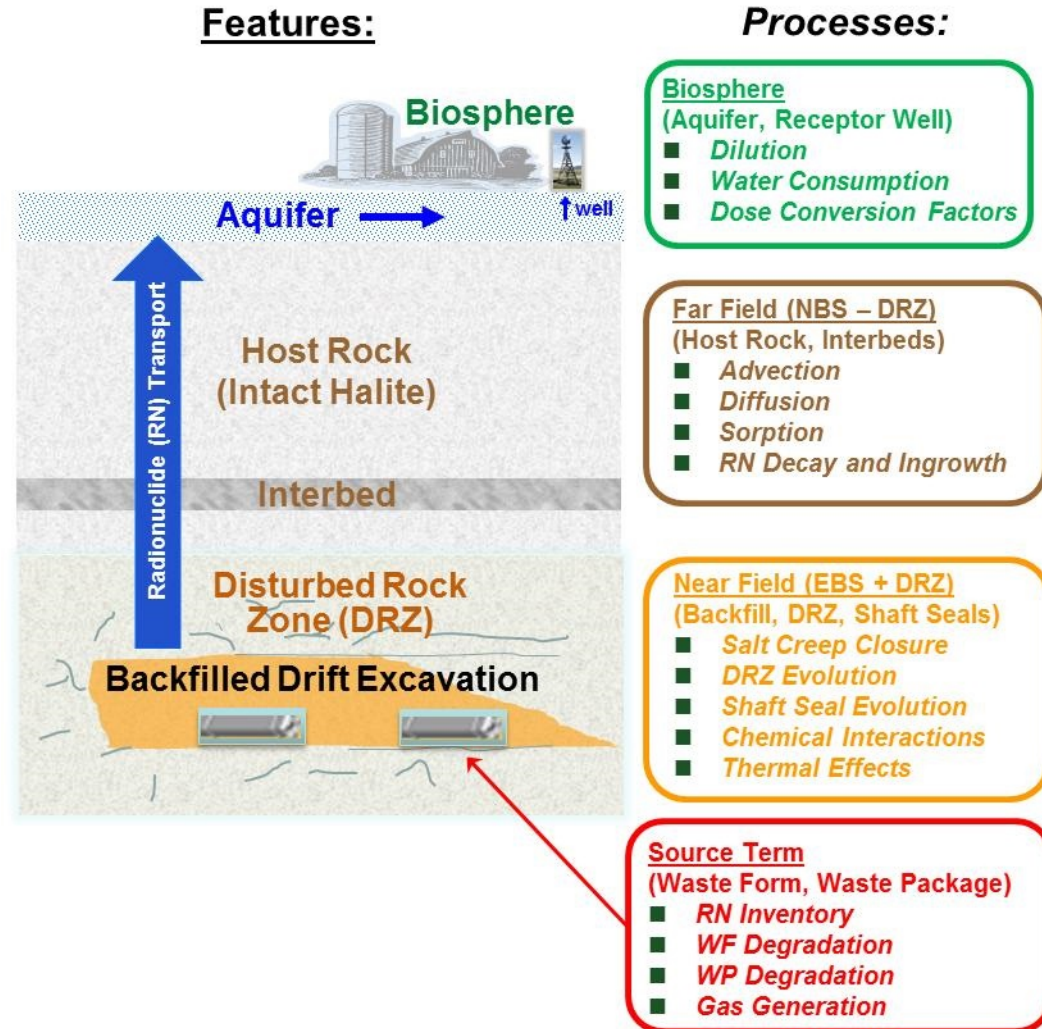 Features:
Processes:
Biosphere
Aquifer
well
Radionuclide (RN) Transport
Host Rock
(Intact Halite)
Interbed
Disturbed Rock
Zone (DRZ)
Backfilled Drift Excavation
Biosphere
(Aquifer, Receptor Well)
Dilution
Water Consumption
Dose Conversion Factors
Far Field (NBS – DRZ)
(Host Rock, Interbeds)
Advection
Diffusion
Sorption
RN Decay and Ingrowth
Near Field (EBS + DRZ)
(Backfill, DRZ, Shaft Seals)
Salt Creep Closure
DRZ Evolution
Shaft Seal Evolution
Chemical Interactions
Thermal Effects
Source Term
(Waste Form, Waste Package)
RN Inventory
WF Degradation
WP Degradation
Gas Generation